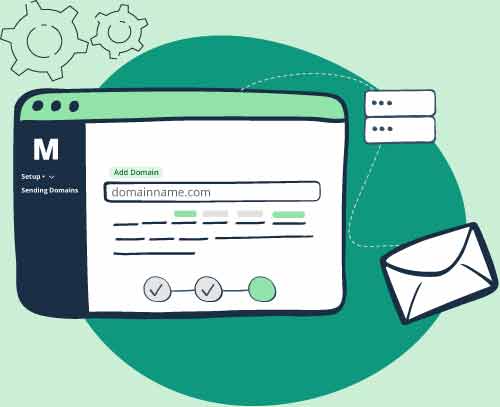 M
Setup
Sending Domains
Add Domain
domainname.com